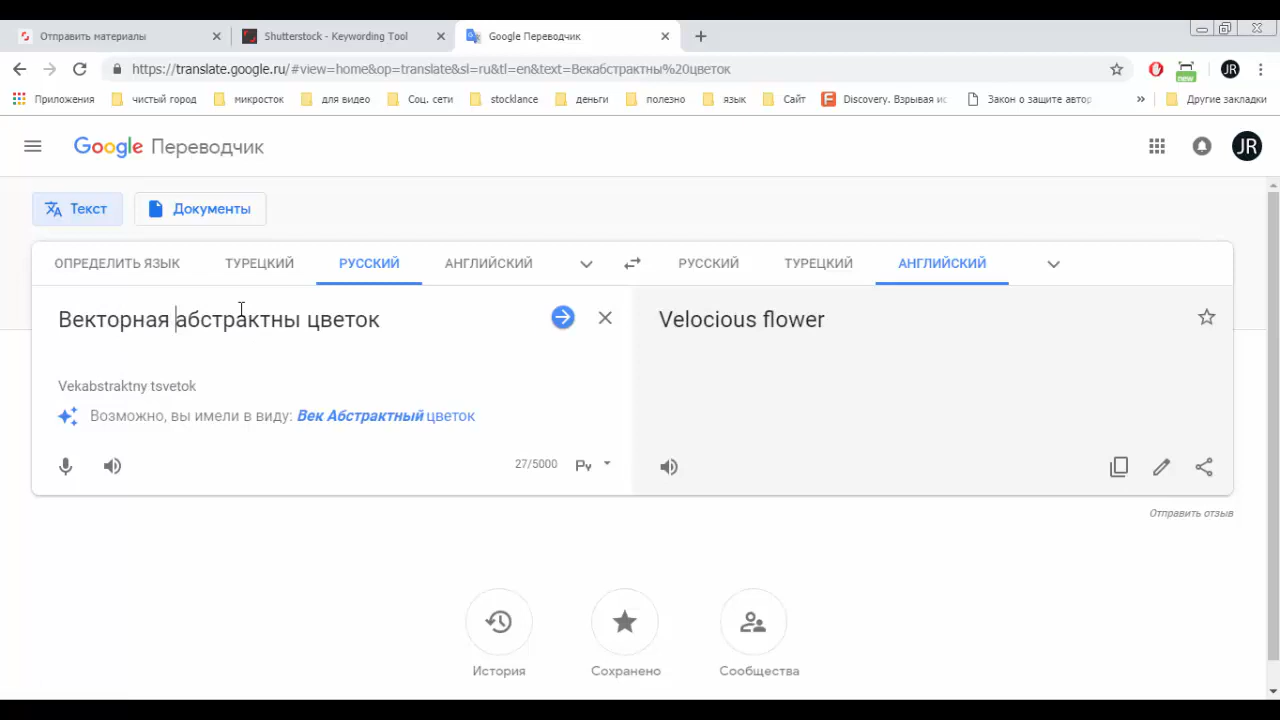 Отправить материалы
Shutterstock - Keywording Tool
Google Переводчик
https://translate.google.ru/#view=home&op=translate&sl=ru&tl=en&text=Векабстрактны%20цветок
new
JR
Приложения
чистый город
микросток
для видео
Соц. сети
stocklance
деньги
полезно
язык
Сайт
Discovery. Взрывая ис
Закон о защите автор
»
Другие закладки
Google Переводчик
JR
Текст
Документы
ОПРЕДЕЛИТЬ ЯЗЫК
ТУРЕЦКИЙ
РУССКИЙ
АНГЛИЙСКИЙ
РУССКИЙ
ТУРЕЦКИЙ
АНГЛИЙСКИЙ
Векторная абстрактны цветок
Velocious flower
Vekabstraktny tsvetok
Возможно, вы имели в виду: Век Абстрактный цветок
27/5000
Ру
Отправить отзыв
История
Сохранено
Сообщества